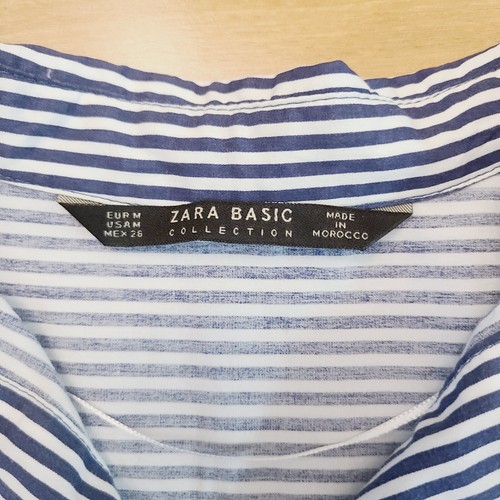 EUR M
USA M
MEX 26
ZARA BASIC
COLLECTION
MADE
IN
MOROCCO